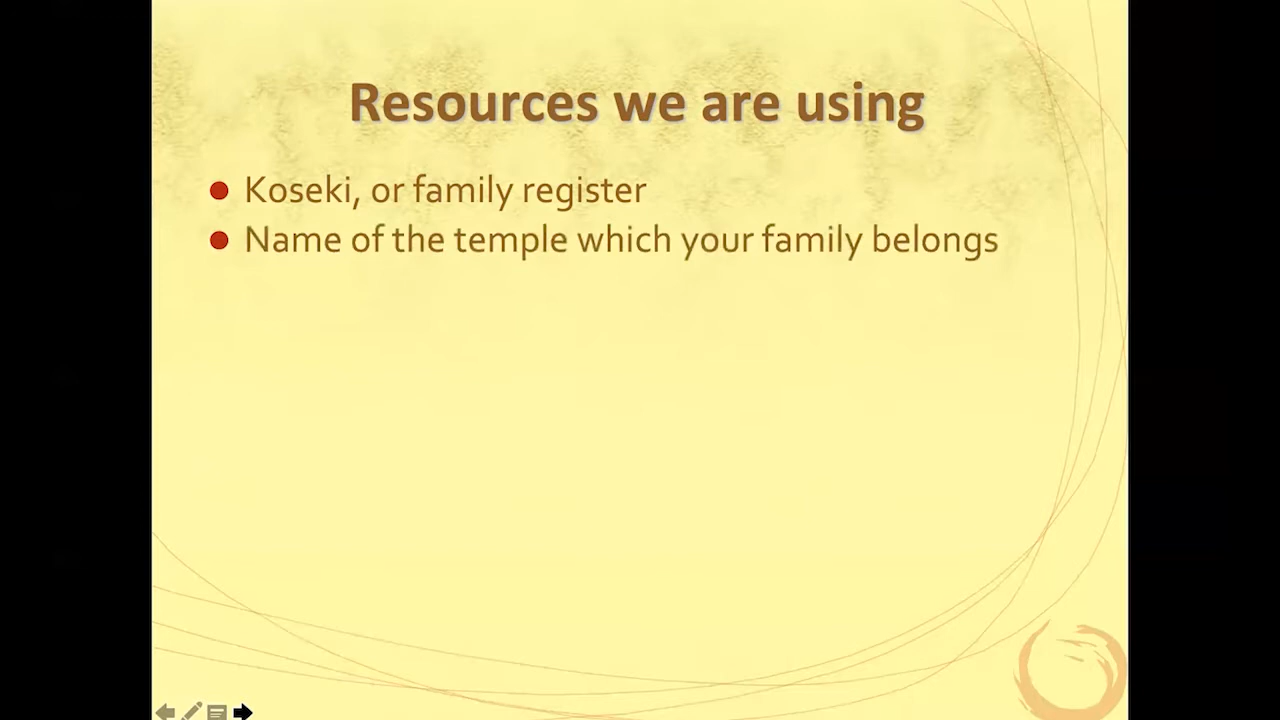 Resources we are using
Koseki, or family register
Name of the temple which your family belongs